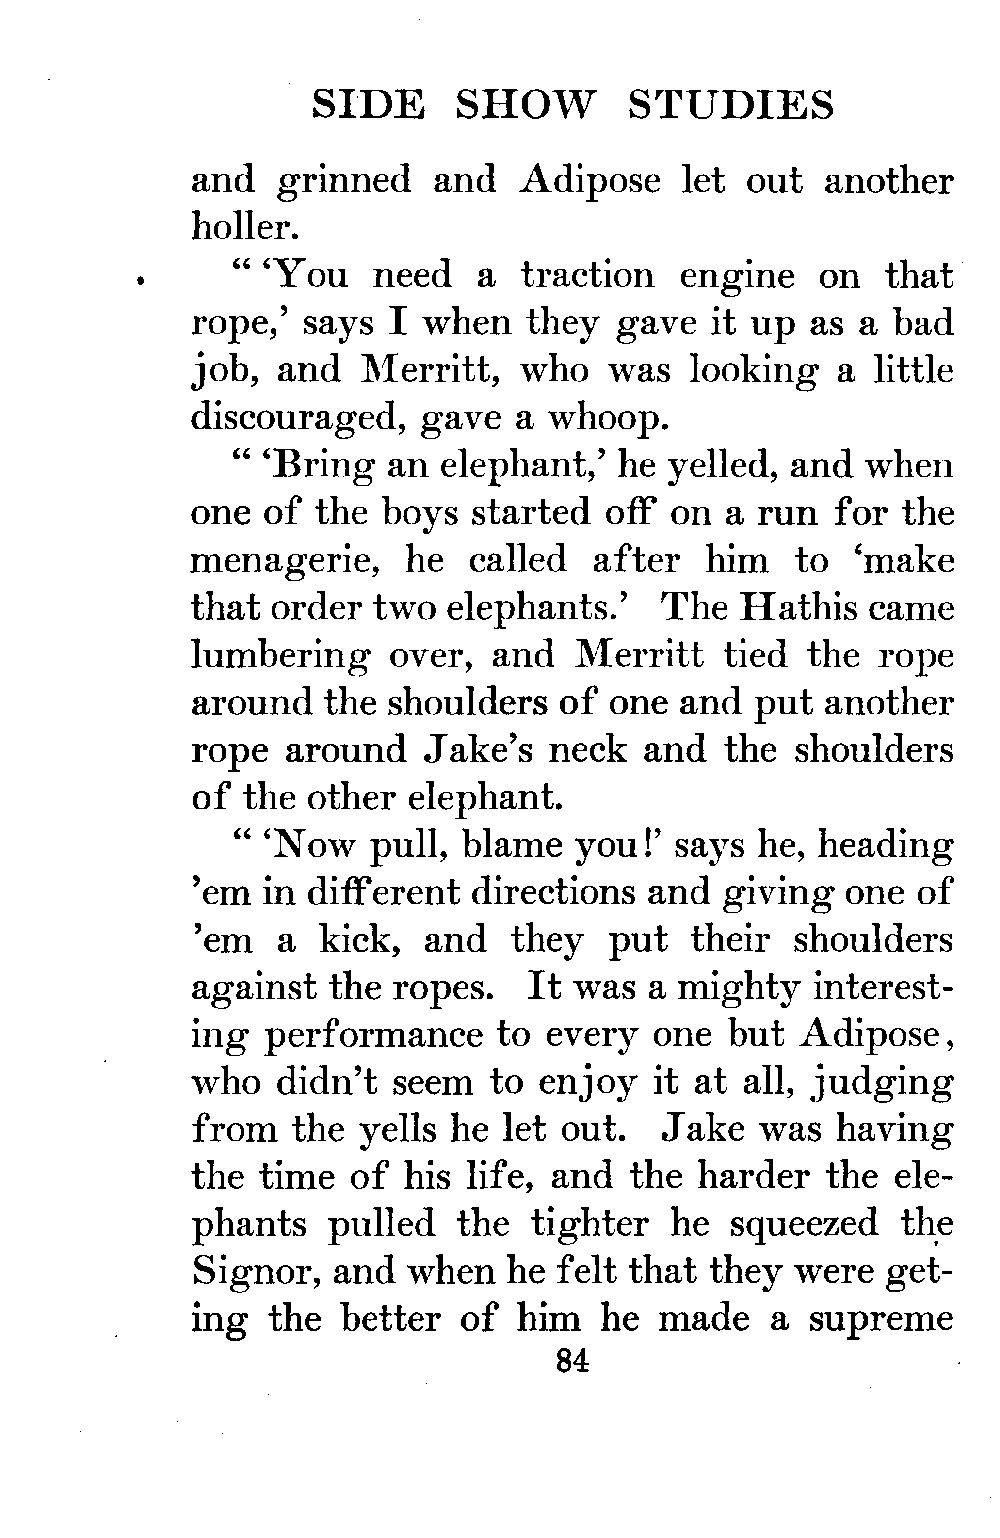 SIDE SHOW STUDIES
and grinned and Adipose let out another
holler.
“ ‘You need a traction engine on that
rope,’ says I when they gave it up as a bad
job, and Merritt, who was looking a little
discouraged, gave a whoop.
“ ‘Bring an elephant,’ he yelled, and when
one of the boys started off on a run for the
menagerie, he called after him to ‘make
that order two elephants.’ The Hathis came
lumbering over, and Merritt tied the rope
around the shoulders of one and put another
rope around Jake’s neck and the shoulders
of the other elephant.
“ ‘Now pull, blame you!’ says he, heading
’em in different directions and giving one of
’em a kick, and they put their shoulders
against the ropes. It was a mighty interest-
ing performance to every one but Adipose,
who didn’t seem to enjoy it at all, judging
from the yells he let out. Jake was having
the time of his life, and the harder the ele-
phants pulled the tighter he squeezed the
Signor, and when he felt that they were get-
ing the better of him he made a supreme
84